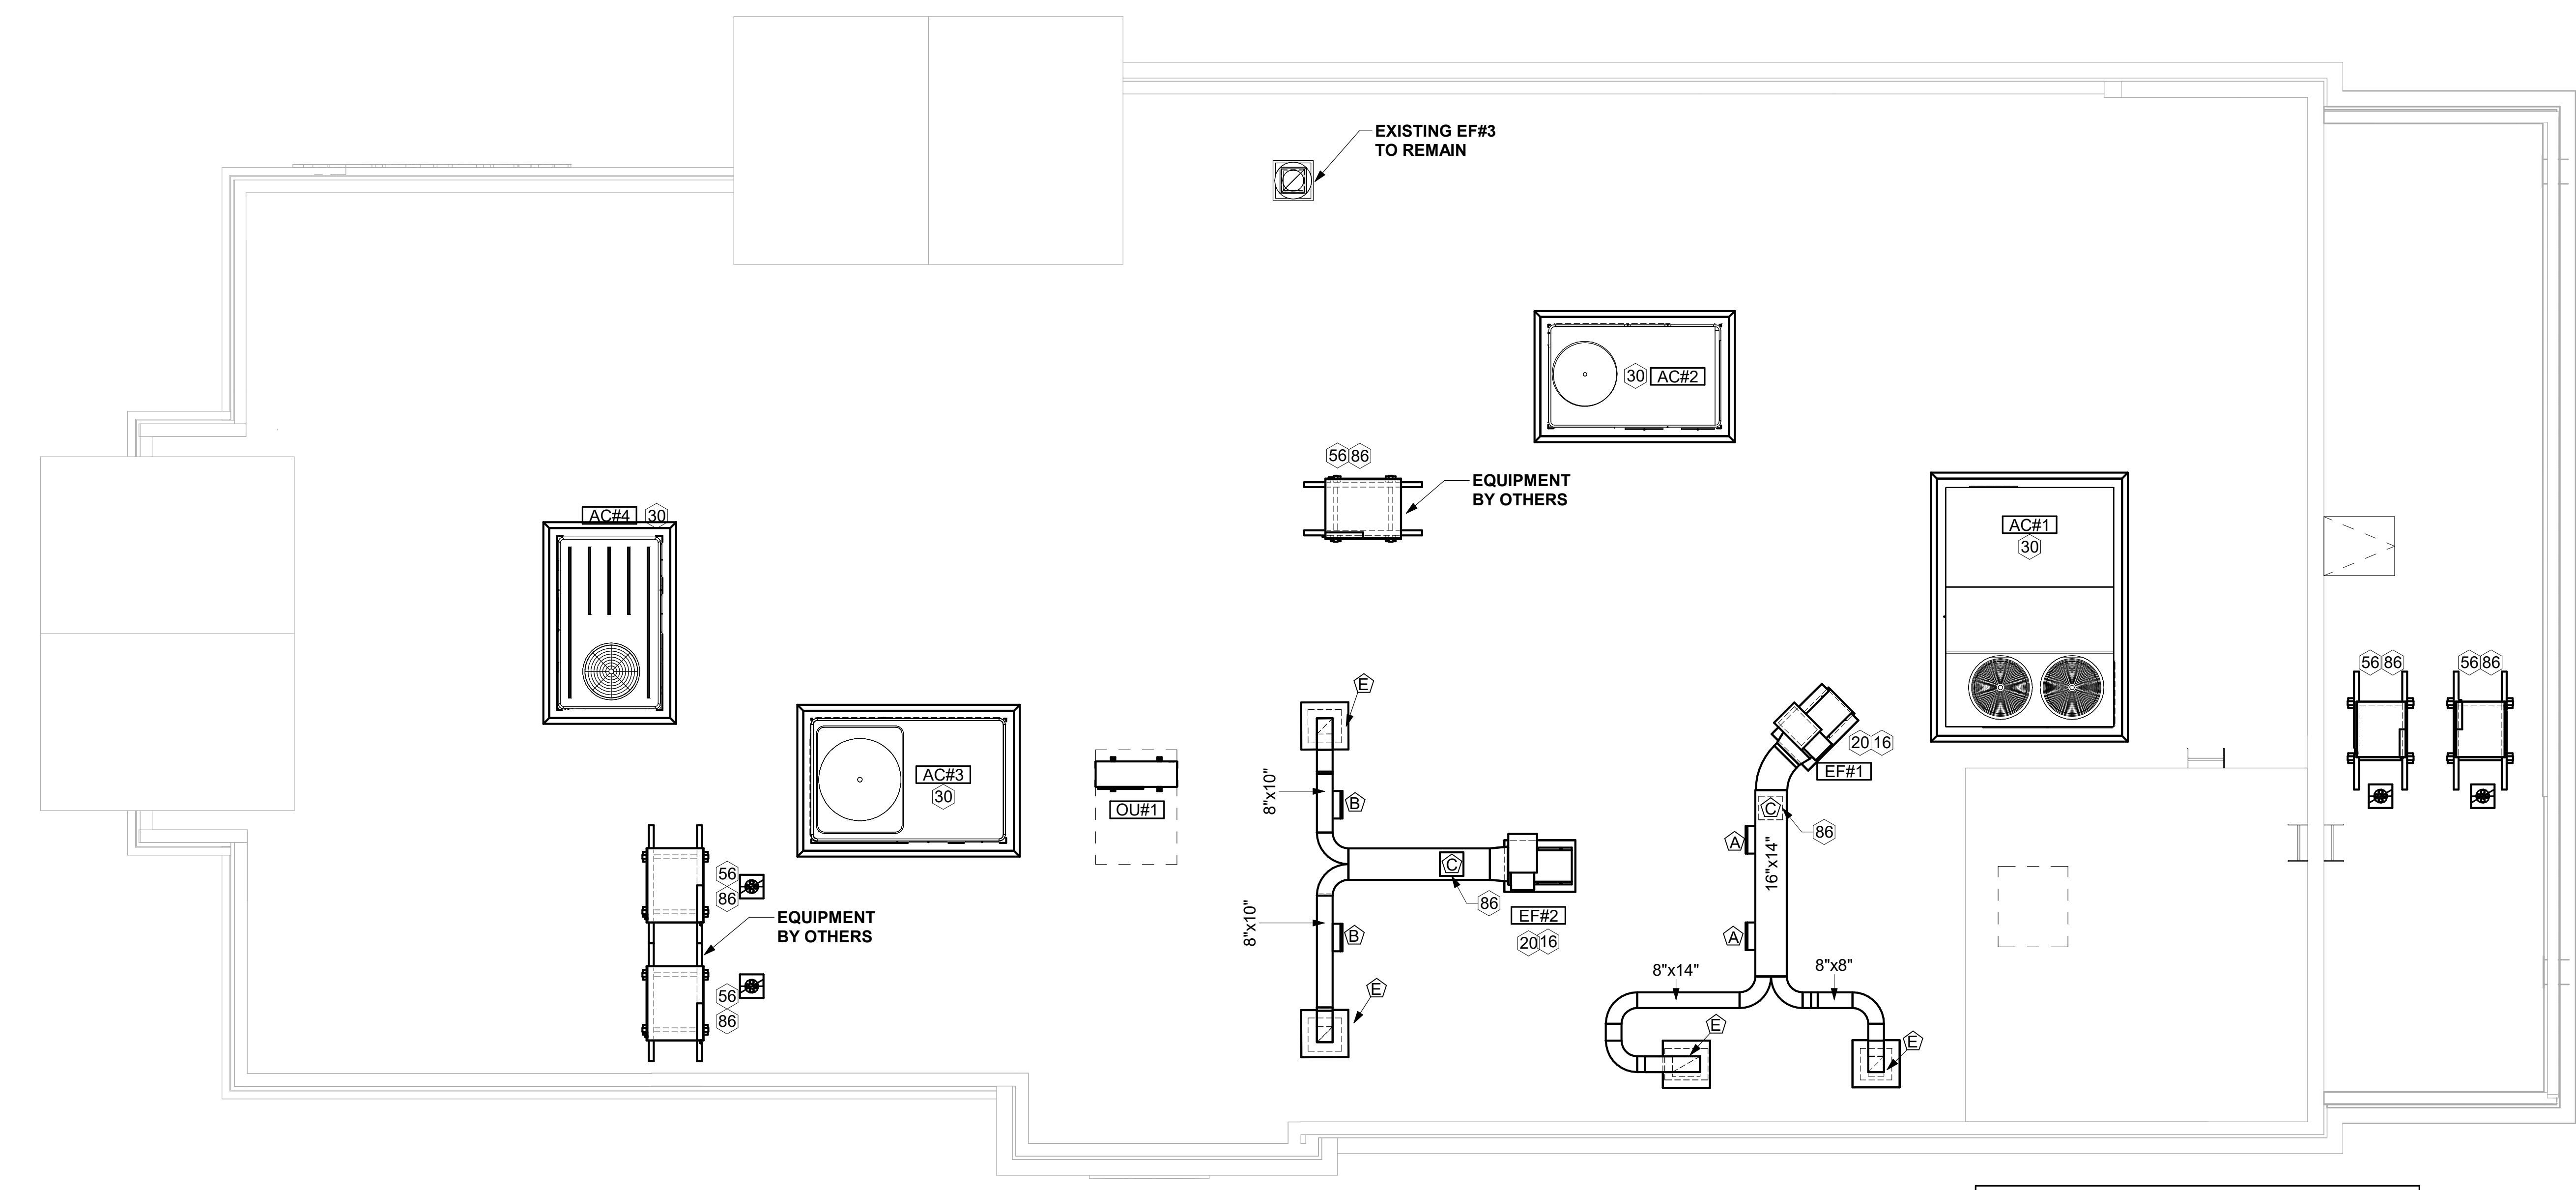 EXISTING EF#3
TO REMAIN
30 AC#2
56 86
EQUIPMENT
BY OTHERS
AC#4 30
AC#1
30
56 86
56 86
E
20 16
EF#1
AC#3
30
OU#1
8"x10"
B
C
86
A
16"x14"
C
86
EF#2
20 16
56
86
EQUIPMENT
BY OTHERS
56
86
8"x10"
B
A
8"x14"
8"x8"
E
E
E